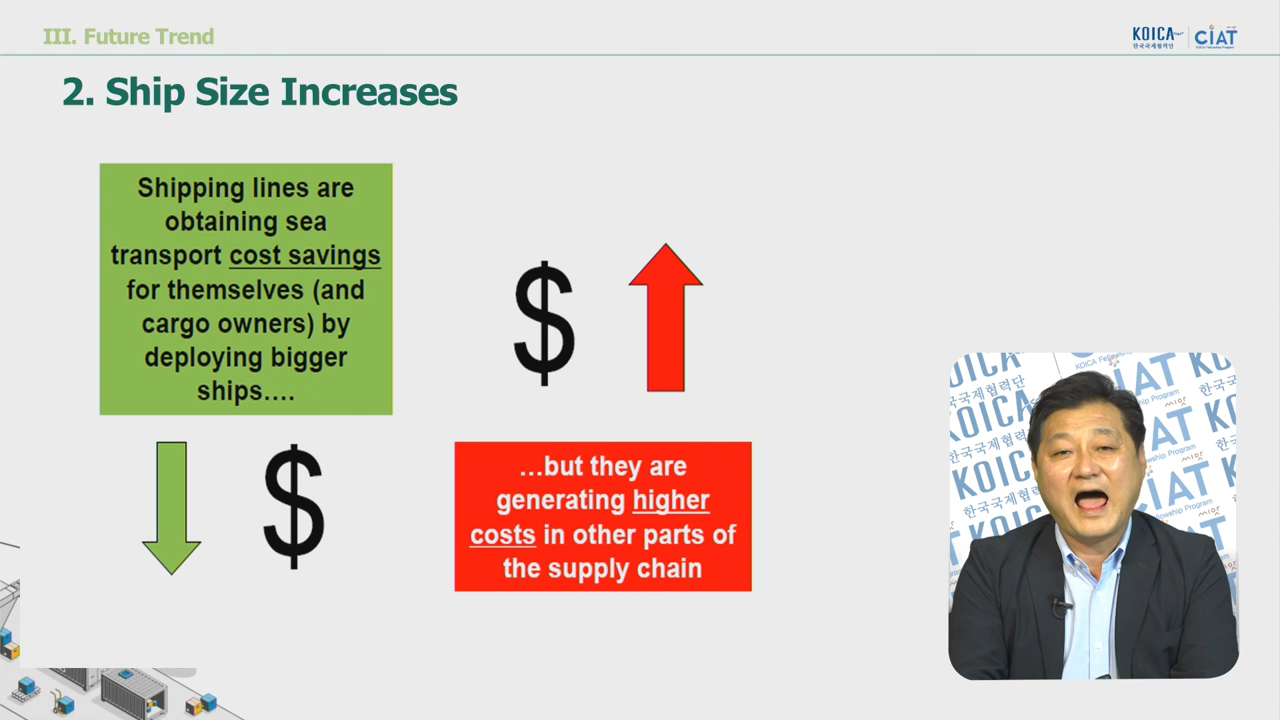 III. Future Trend
KOICA
한국국제협력단
CIAT
KOICA Fellowship Program
2. Ship Size Increases
Shipping lines are
obtaining sea
transport cost savings
for themselves (and
cargo owners) by
deploying bigger
ships....
$
$
...but they are
generating higher
costs in other parts of
the supply chain
KOICA
한국국제협력단
CIAT